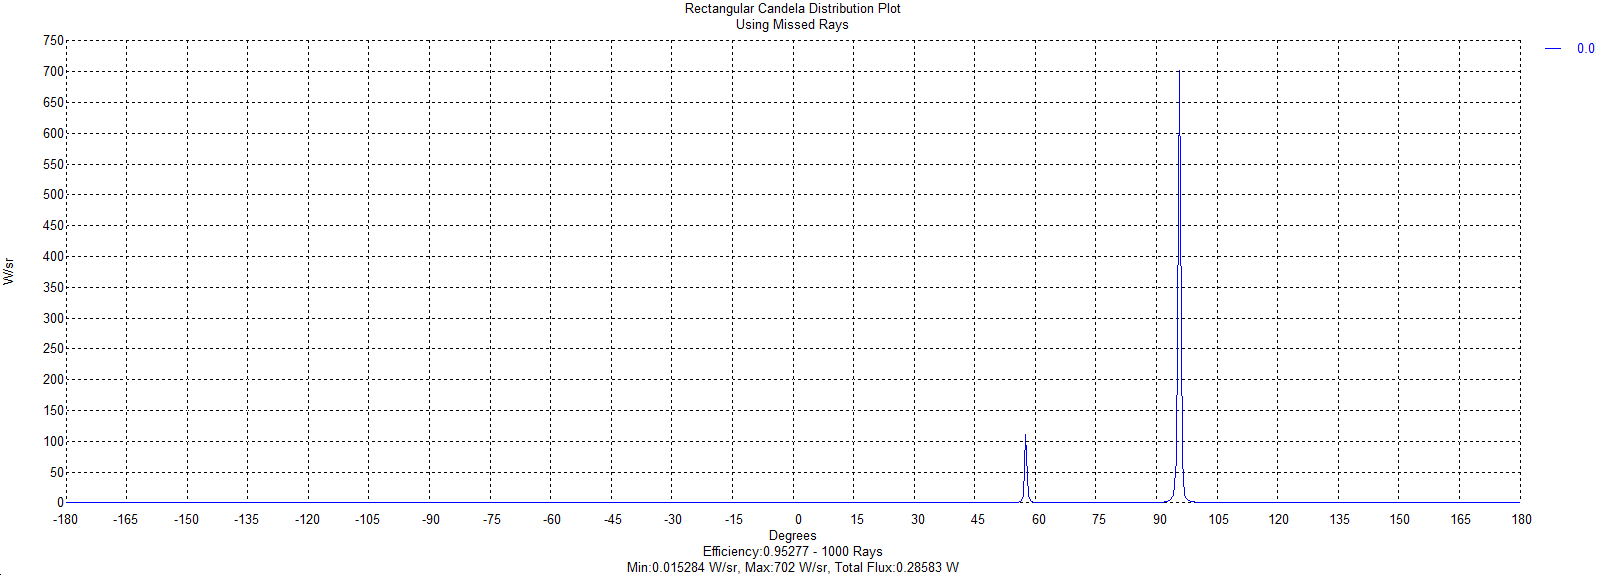 Rectangular Candela Distribution Plot
Using Missed Rays
750
700
650
600
550
500
450
400
350
300
250
200
150
100
50
0
W/sr
-180 -165 -150 -135 -120 -105 -90 -75 -60 -45 -30 -15 0 15 30 45 60 75 90 105 120 135 150 165 180
Degrees
Efficiency:0.95277 - 1000 Rays
Min:0.015284 W/sr, Max:702 W/sr, Total Flux:0.28583 W
0.0